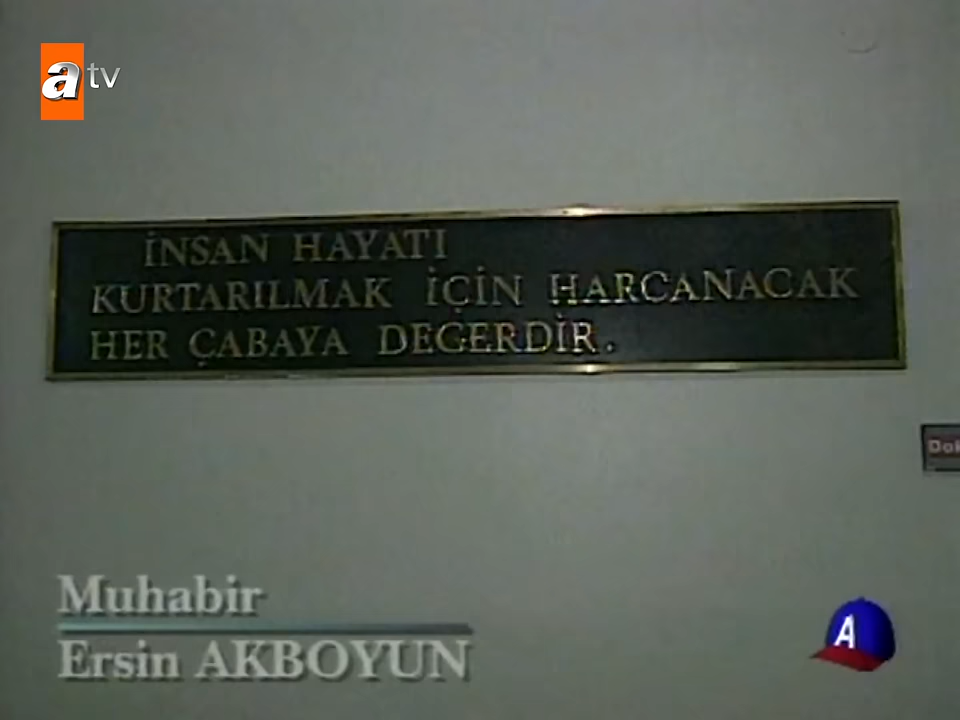 atv
İNSAN HAYATI
KURTARILMAK İÇİN HARCANACAK
HER ÇABAYA DEĞERDİR.
Muhabir
Ersin AKBOYUN
A